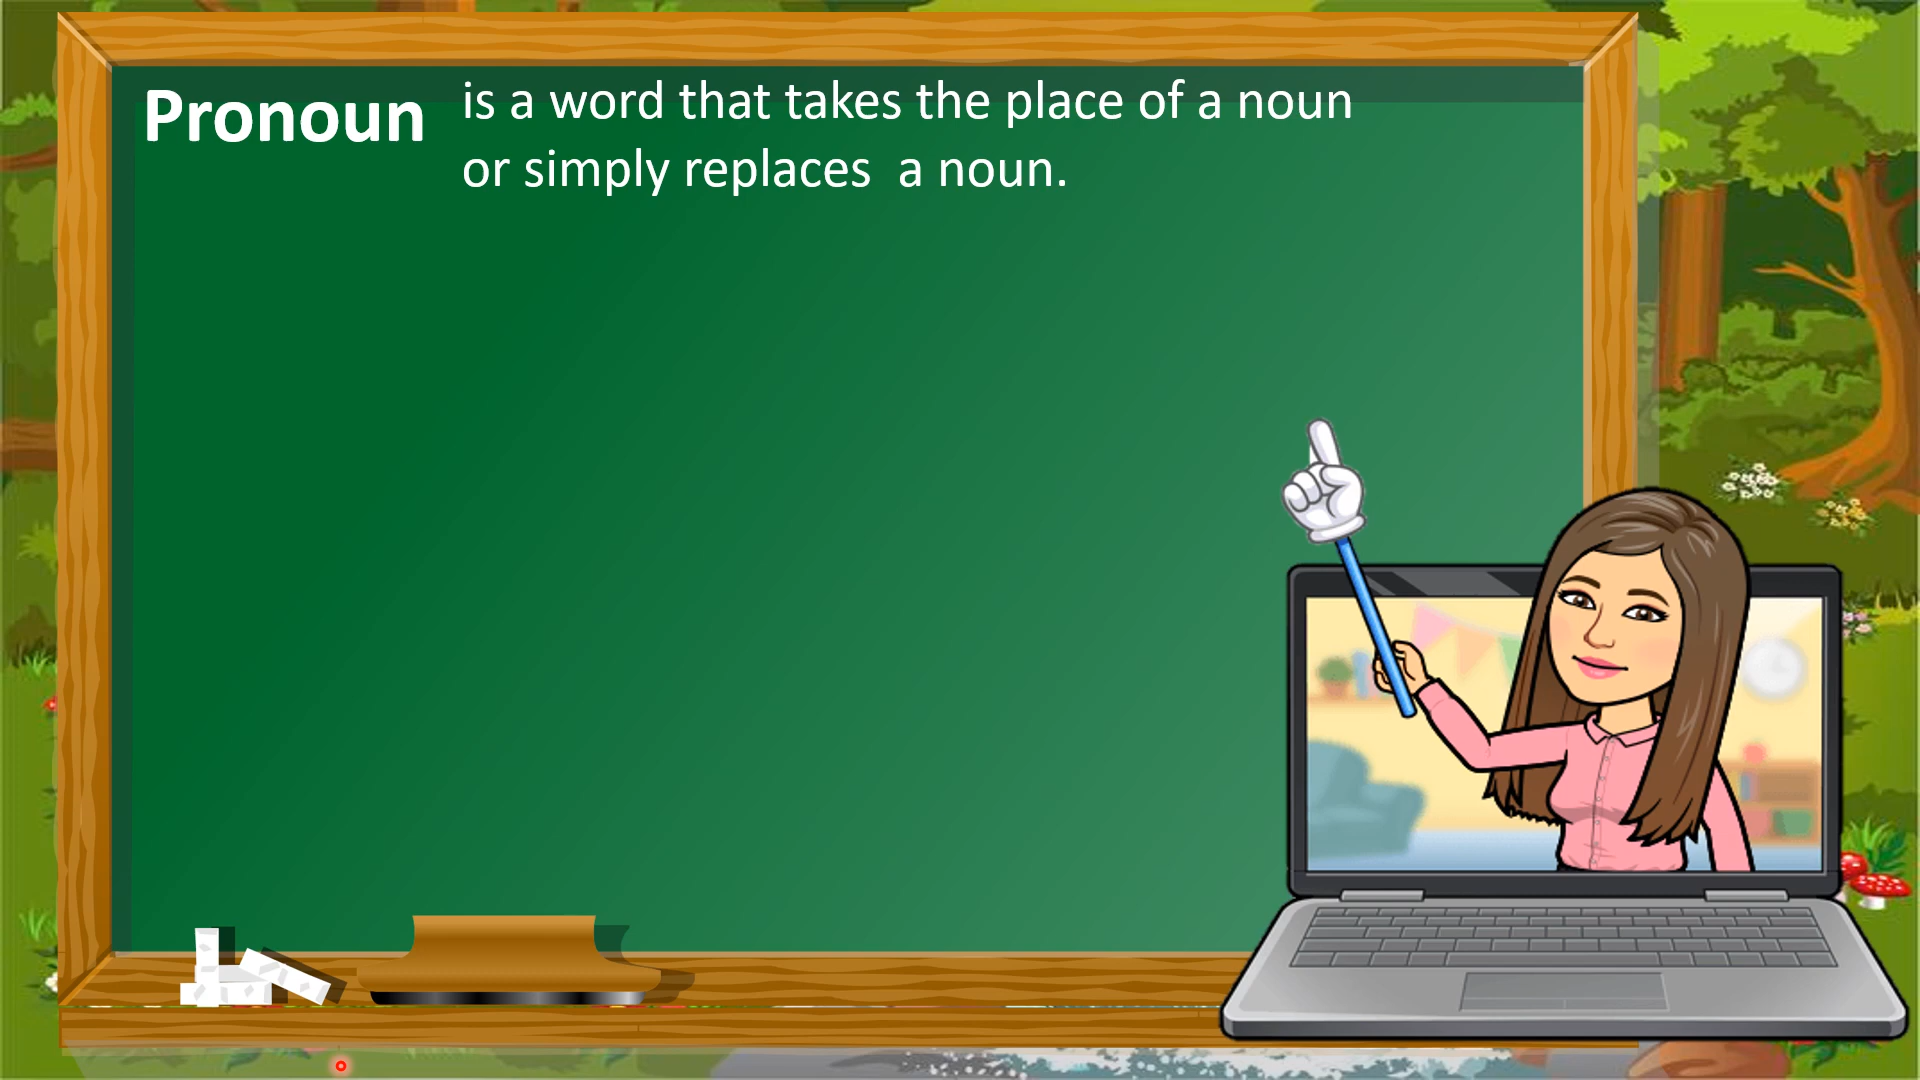 Pronoun is a word that takes the place of a noun
or simply replaces  a noun.